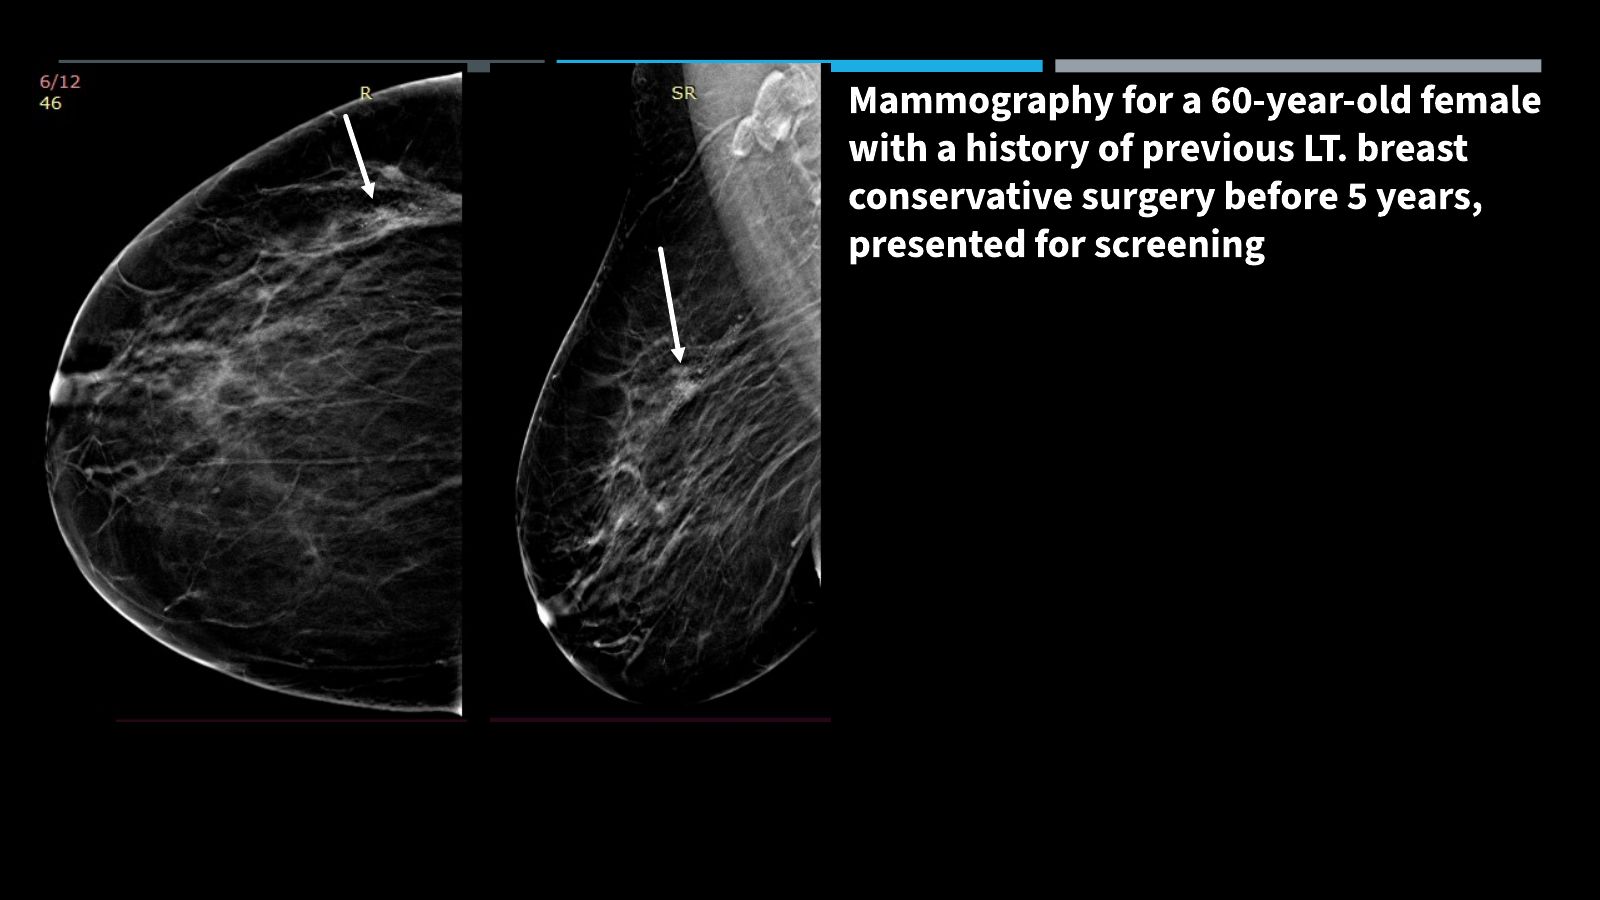 6/12
46
R
SR
Mammography for a 60-year-old female
with a history of previous LT. breast
conservative surgery before 5 years,
presented for screening